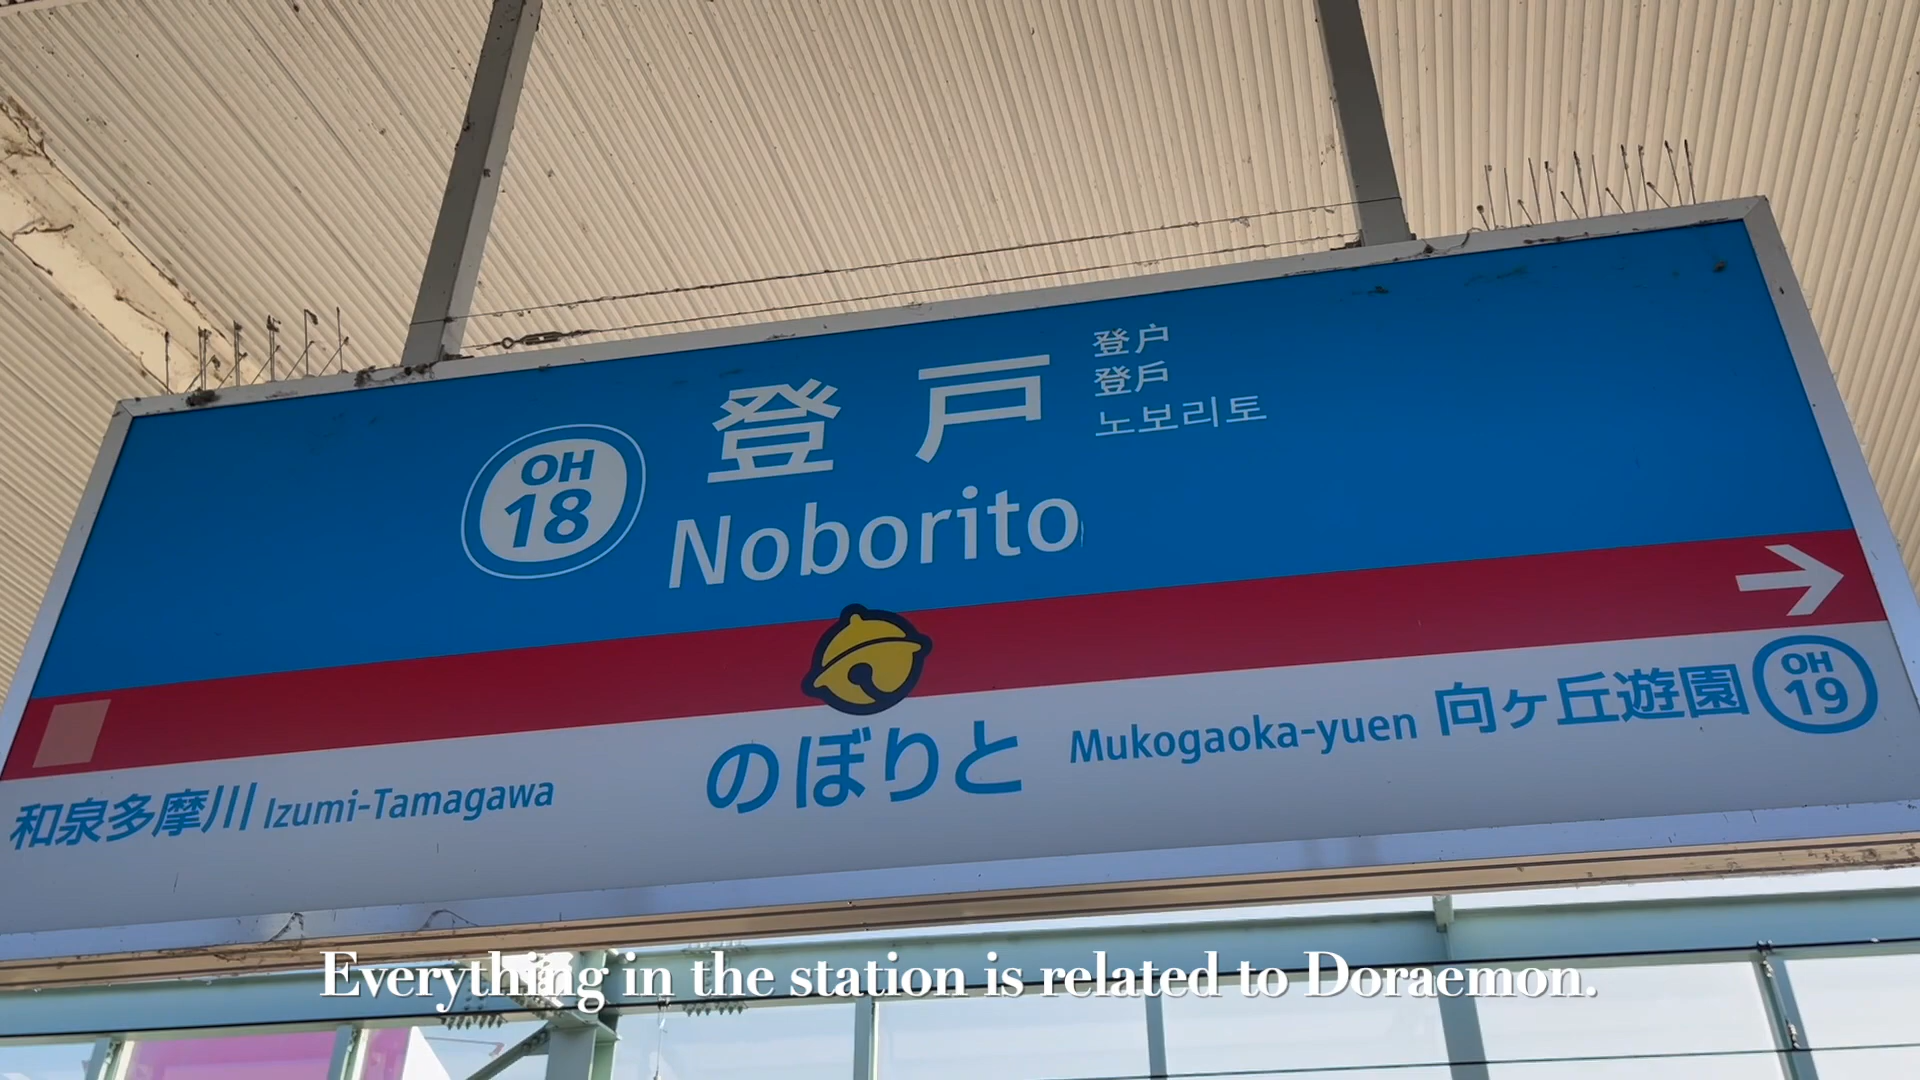 登戸
登户
登戶
노보리토
OH
18
Noborito
和泉多摩川 Izumi-Tamagawa
のぼりと
Mukogaoka-yuen 向ヶ丘遊園
OH
19
Everything in the station is related to Doraemon.